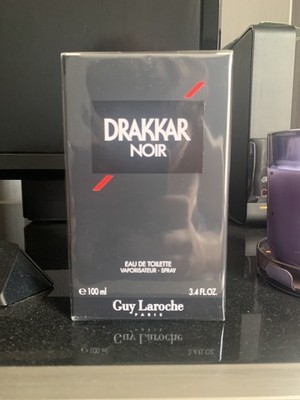 DRAKKAR
NOIR
EAU DE TOILETTE
VAPORISATEUR - SPRAY
℮ 100 ml 3.4 FL.OZ.
Guy Laroche
PARIS